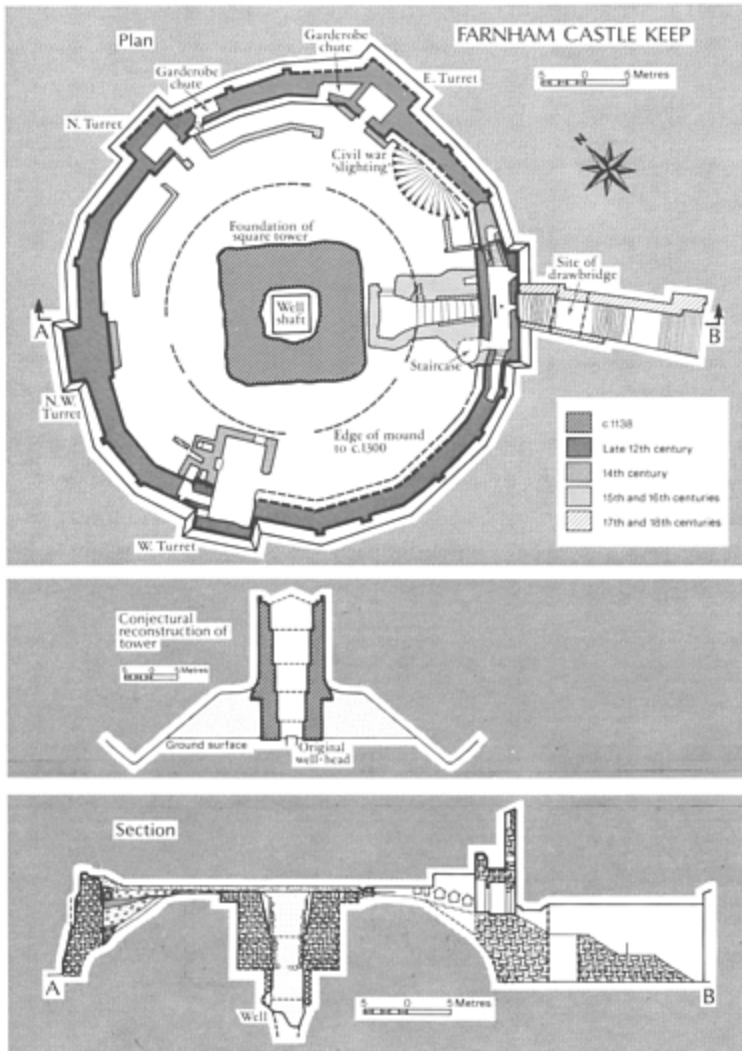 Plan
FARNHAM CASTLE KEEP
Garderobe
chute
5 0 5 Metres
Garderobe
chute
E. Turret
N. Turret
N
Civil war
'slighting'
Foundation of
square tower
Site of
drawbridge
Well
shaft
A
B
Staircase
N.W.
Turret
Edge of mound
to c.1300
W. Turret
c.1138
Late 12th century
14th century
15th and 16th centuries
17th and 18th centuries
Conjectural
reconstruction of
tower
5 0 5 Metres
Ground surface
Original
well-head
Section
A
B
Well
5 0 5 Metres